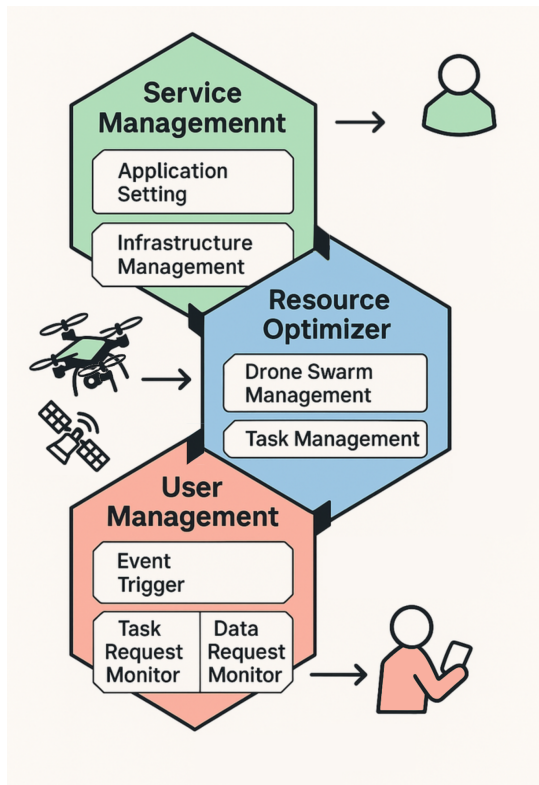 Service
Managemennt
Application
Setting
Infrastructure
Management
Resource
Optimizer
Drone Swarm
Management
Task Management
User
Management
Event
Trigger
Task
Request
Monitor
Data
Request
Monitor